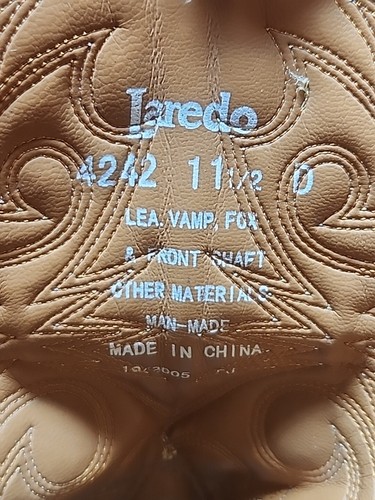 Laredo
4242 11 1/2 D
LEA.VAMP, FOX
& FRONT SHAFT
OTHER MATERIALS
MAN-MADE
MADE IN CHINA